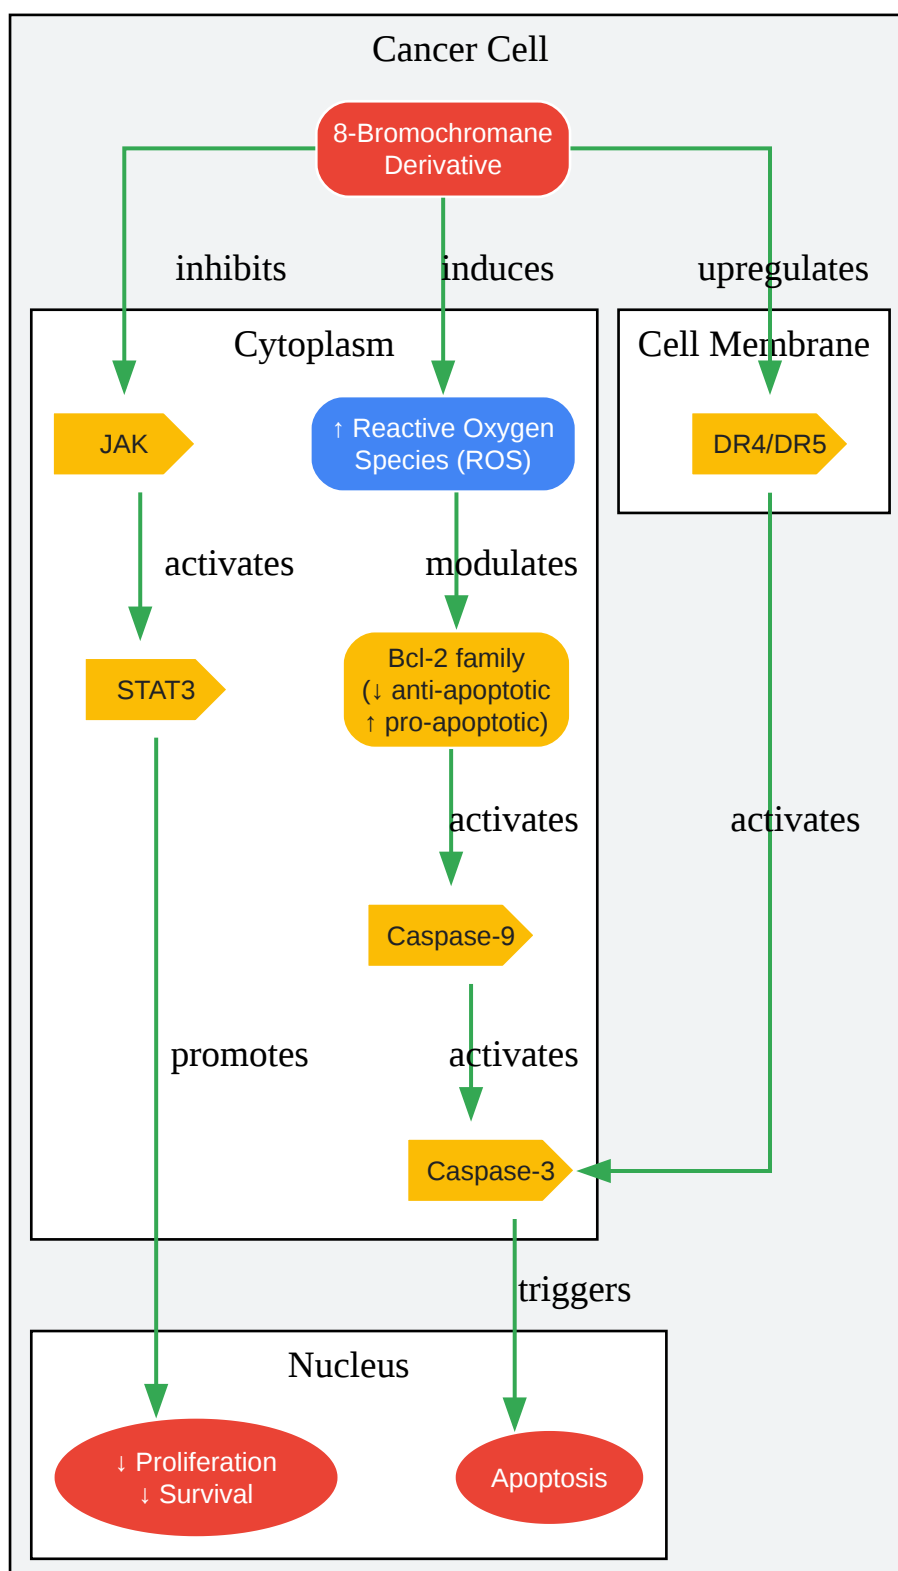 Cancer Cell
8-Bromochromane
Derivative
inhibits
induces
upregulates
Cytoplasm
Cell Membrane
JAK
↑ Reactive Oxygen
Species (ROS)
DR4/DR5
activates
modulates
STAT3
Bcl-2 family
(↓ anti-apoptotic
↑ pro-apoptotic)
activates
activates
Caspase-9
promotes
activates
Caspase-3
triggers
Nucleus
↓ Proliferation
↓ Survival
Apoptosis